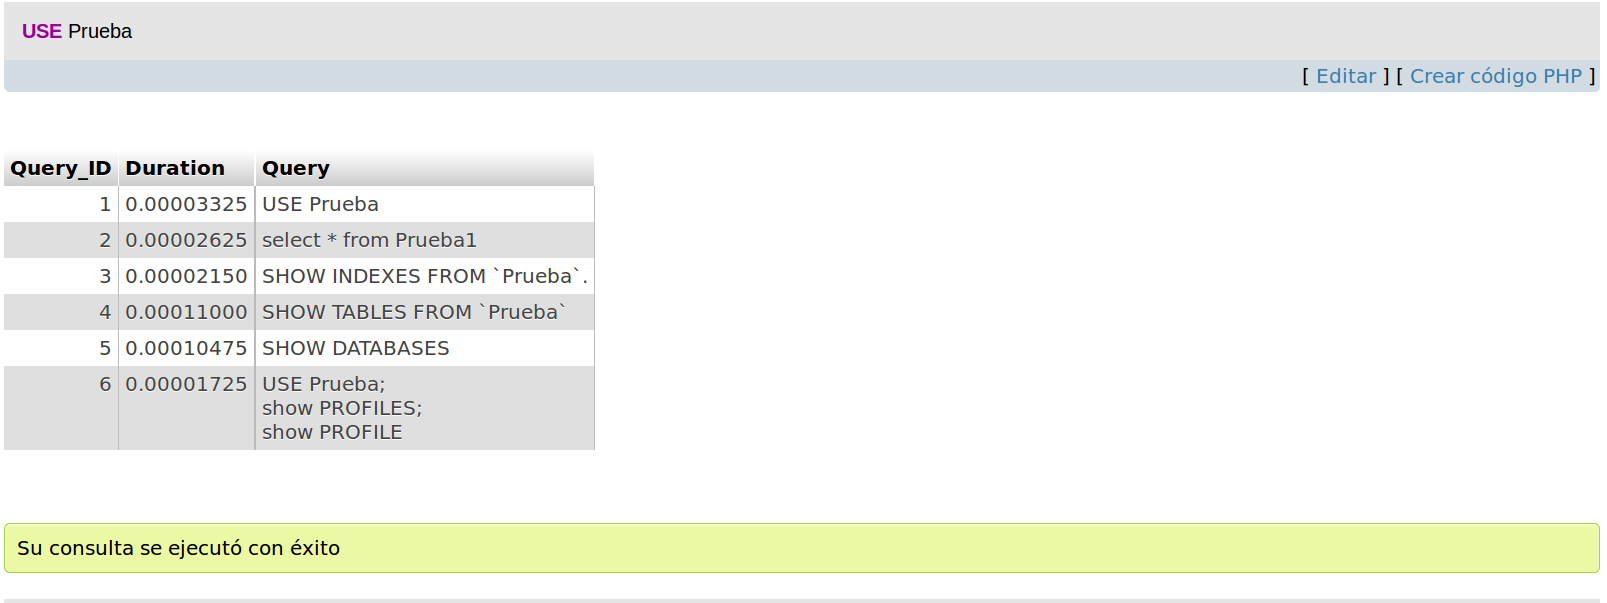 USE Prueba
[ Editar ] [ Crear código PHP ]
Query_ID Duration Query
1 0.00003325 USE Prueba
2 0.00002625 select * from Prueba1
3 0.00002150 SHOW INDEXES FROM `Prueba`.
4 0.00011000 SHOW TABLES FROM `Prueba`
5 0.00010475 SHOW DATABASES
6 0.00001725 USE Prueba;
show PROFILES;
show PROFILE
Su consulta se ejecutó con éxito